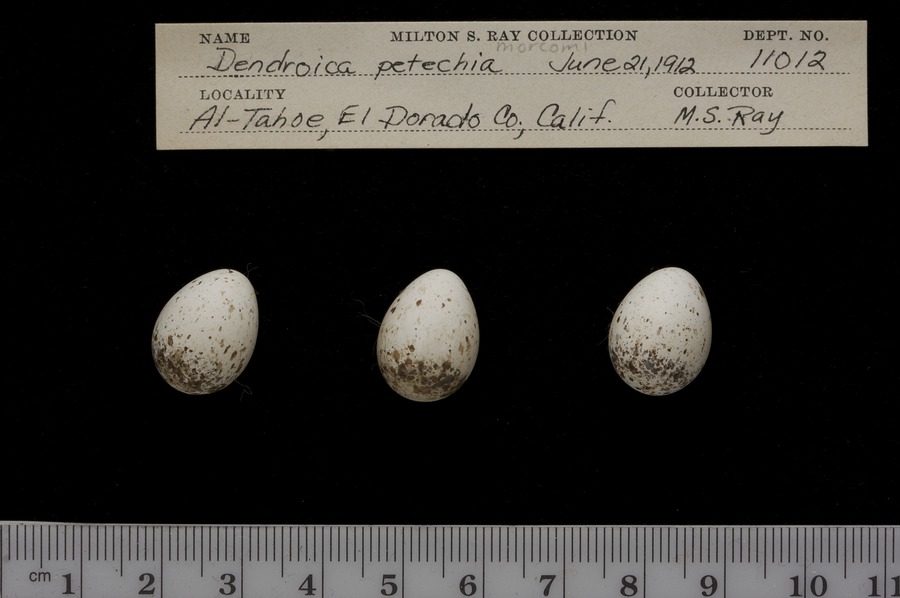 NAME MILTON S. RAY COLLECTION DEPT. NO.
morcomi
Dendroica petechia June 21, 1912 11012
LOCALITY COLLECTOR
Al-Tahoe, El Dorado Co., Calif. M.S. Ray
cm 1 2 3 4 5 6 7 8 9 10 11